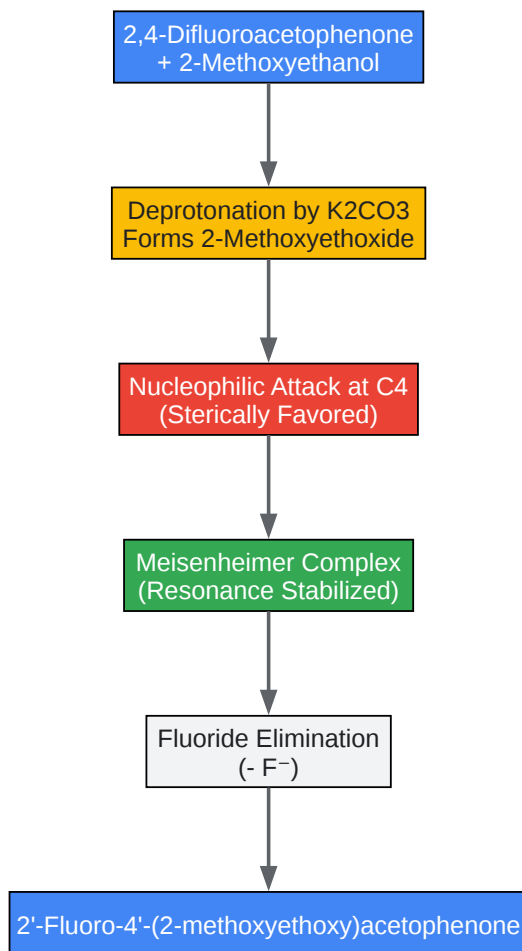 2,4-Difluoroacetophenone
+ 2-Methoxyethanol
Deprotonation by K2CO3
Forms 2-Methoxyethoxide
Nucleophilic Attack at C4
(Sterically Favored)
Meisenheimer Complex
(Resonance Stabilized)
Fluoride Elimination
(- F⁻)
2'-Fluoro-4'-(2-methoxyethoxy)acetophenone